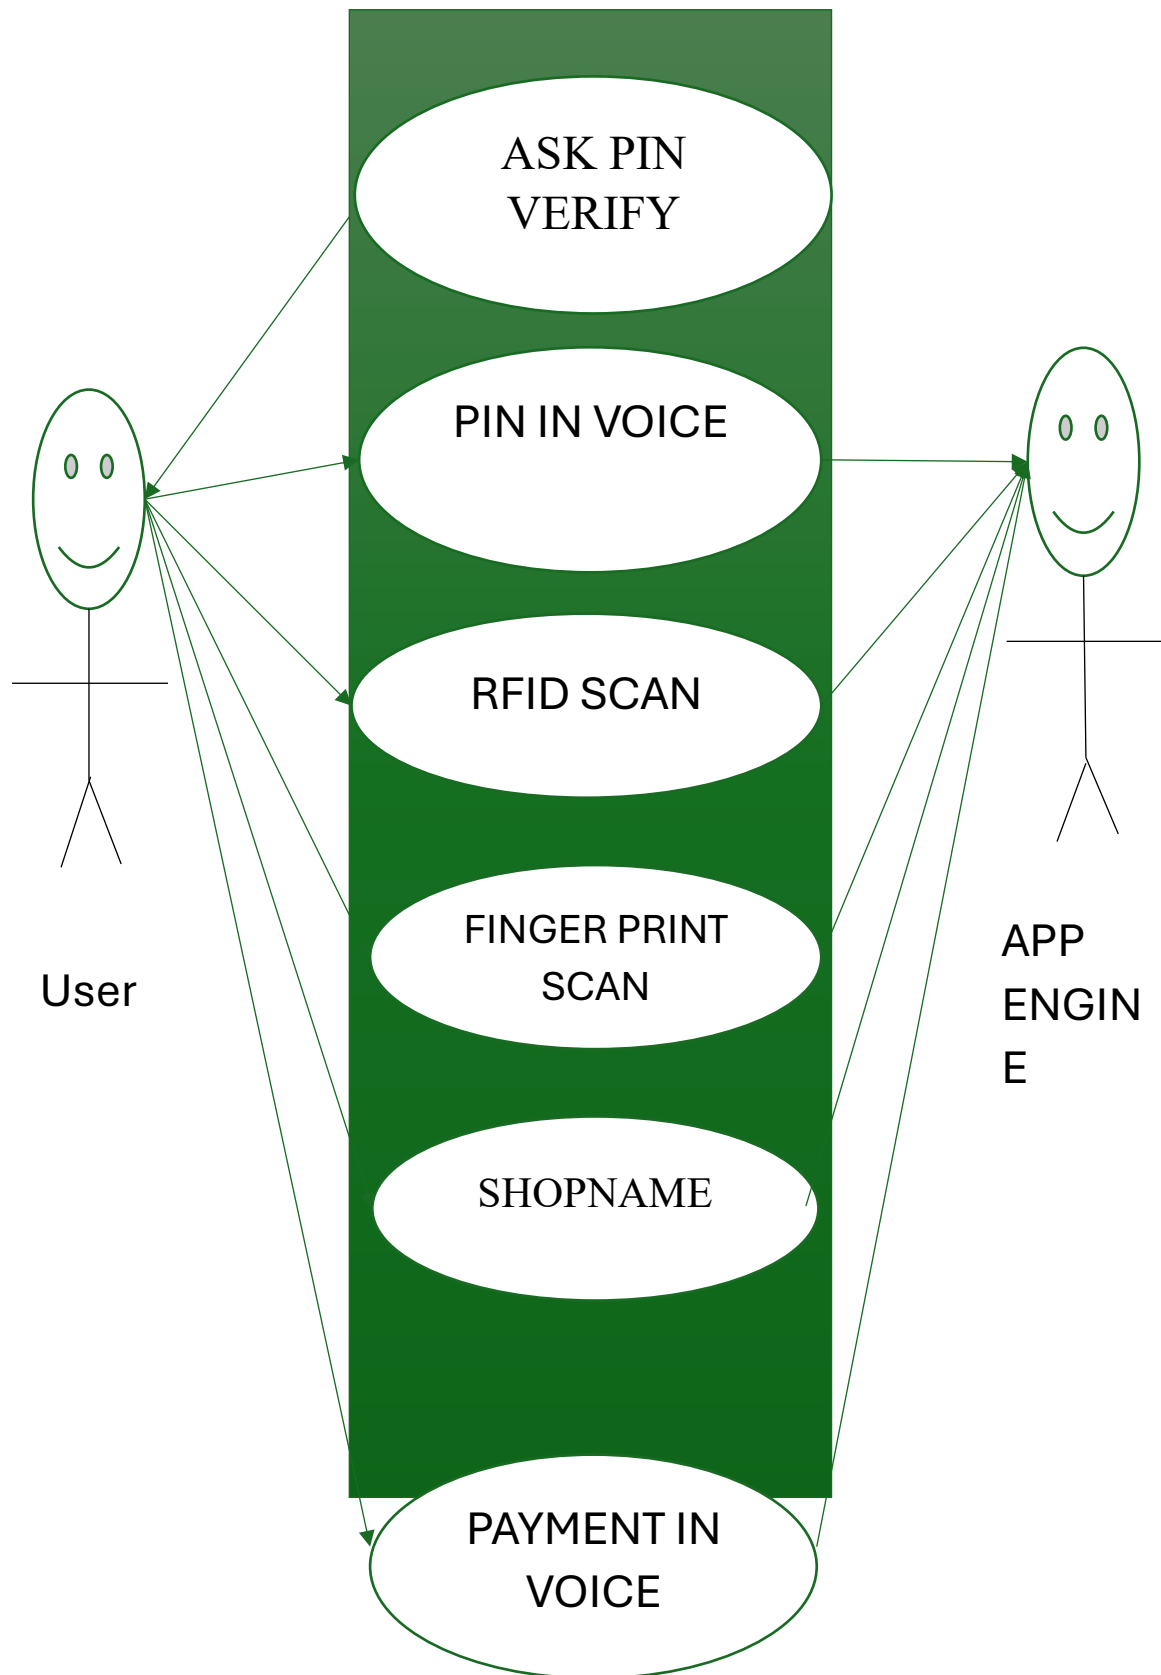 ASK PIN
VERIFY
PIN IN VOICE
RFID SCAN
FINGER PRINT
SCAN
User
APP
ENGIN
E
SHOPNAME
PAYMENT IN
VOICE